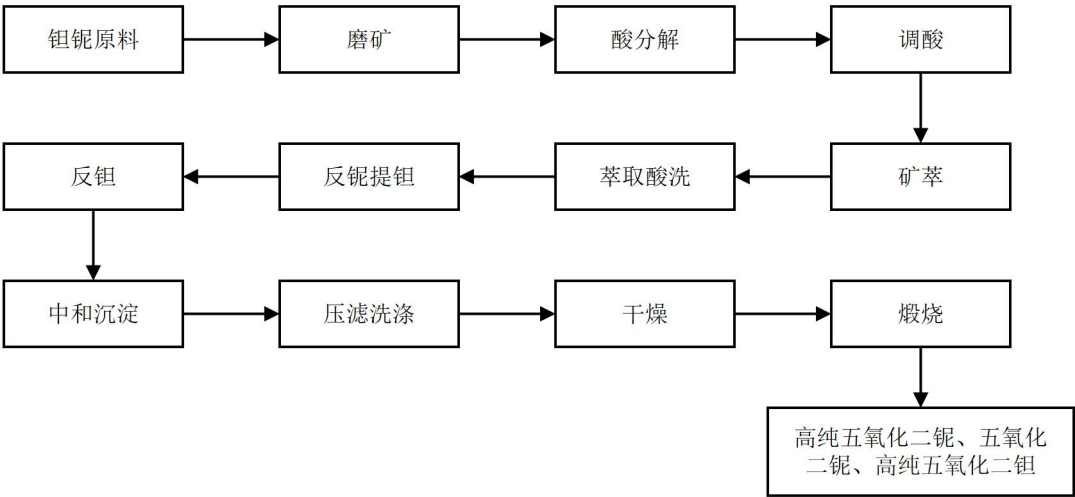 钽铌原料
磨矿
酸分解
调酸
矿萃
萃取酸洗
反铌提钽
反钽
中和沉淀
压滤洗涤
干燥
煅烧
高纯五氧化二铌、五氧化
二铌、高纯五氧化二钽